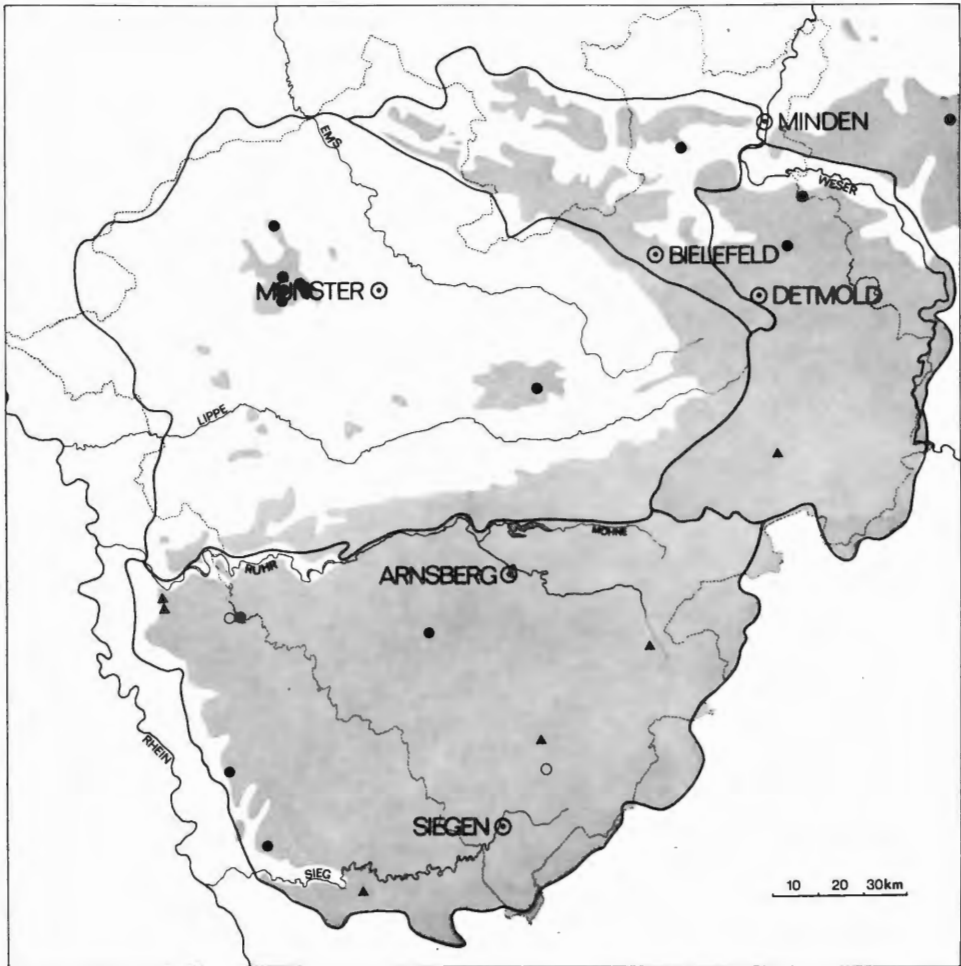 MINDEN
EMS
WESER
BIELEFELD
MÜNSTER
DETMOLD
LIPPE
MÖHNE
RUHR
ARNSBERG
RHEIN
SIEGEN
SIEG
10 20 30km